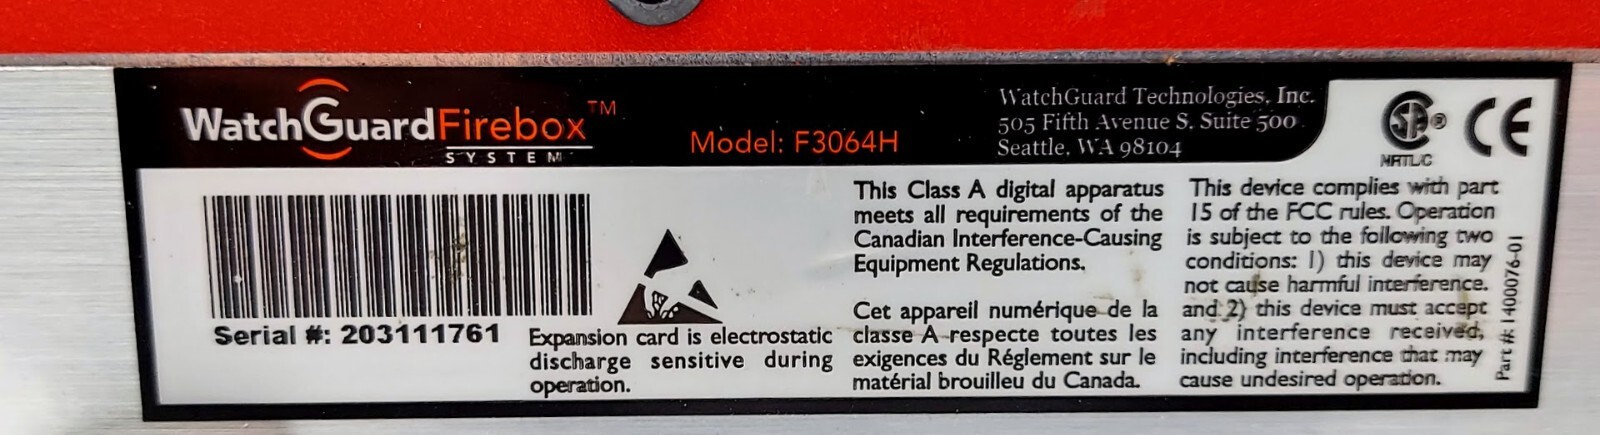 WatchGuardFirebox™
SYSTEM
Model: F3064H
WatchGuard Technologies, Inc.
505 Fifth Avenue S. Suite 500
Seattle, WA 98104
SA®
NRTL/C
CE
Serial #: 203111761
Expansion card is electrostatic
discharge sensitive during
operation.
This Class A digital apparatus
meets all requirements of the
Canadian Interference-Causing
Equipment Regulations.
Cet appareil numérique de la
classe A respecte toutes les
exigences du Réglement sur le
matérial brouilleu du Canada.
This device complies with part
15 of the FCC rules. Operation
is subject to the following two
conditions: 1) this device may
not cause harmful interference.
and 2) this device must accept
any interference received,
including interference that may
cause undesired operation.
Part #: 1400076-01